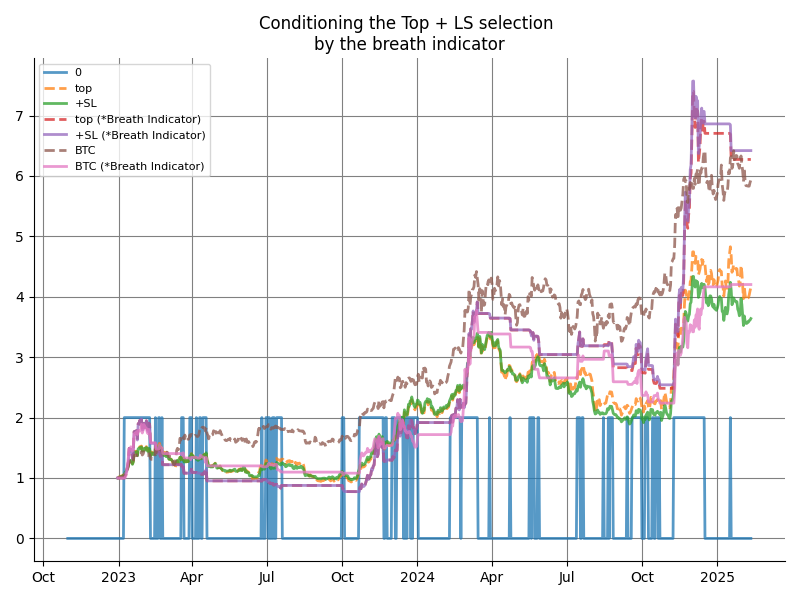 Conditioning the Top + LS selection
by the breath indicator
0
top
+SL
top (*Breath Indicator)
+SL (*Breath Indicator)
BTC
BTC (*Breath Indicator)
7
6
5
4
3
2
1
0
Oct
2023
Apr
Jul
Oct
2024
Apr
Jul
Oct
2025